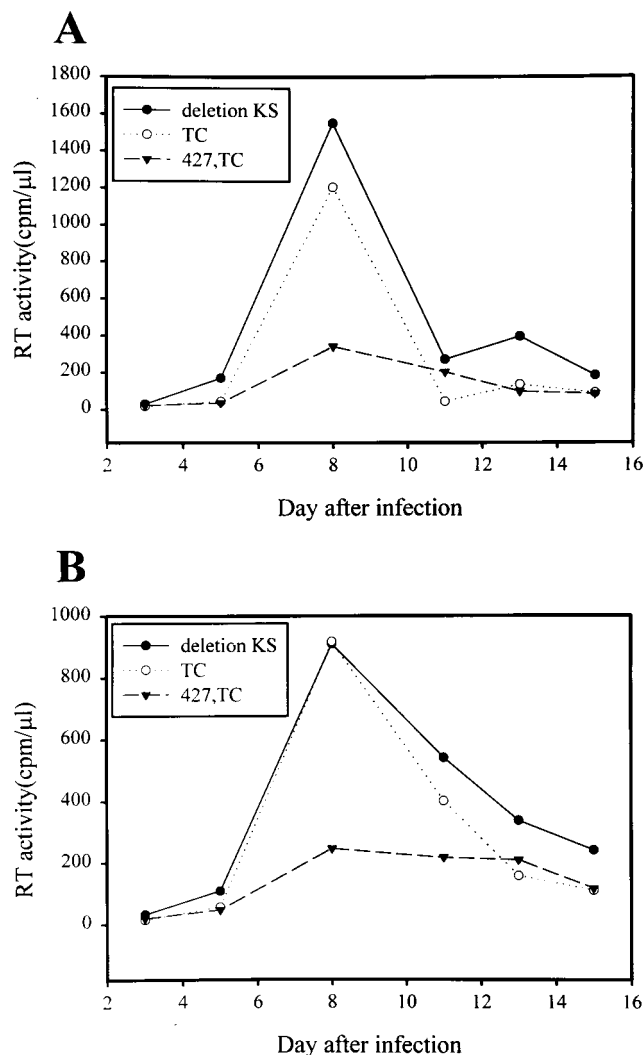 A
1800
1600
1400
1200
1000
800
600
400
200
0
RT activity(cpm/μl)
deletion KS
TC
427,TC
2 4 6 8 10 12 14 16
Day after infection
B
1000
800
600
400
200
0
RT activity(cpm/μl)
deletion KS
TC
427,TC
2 4 6 8 10 12 14 16
Day after infection